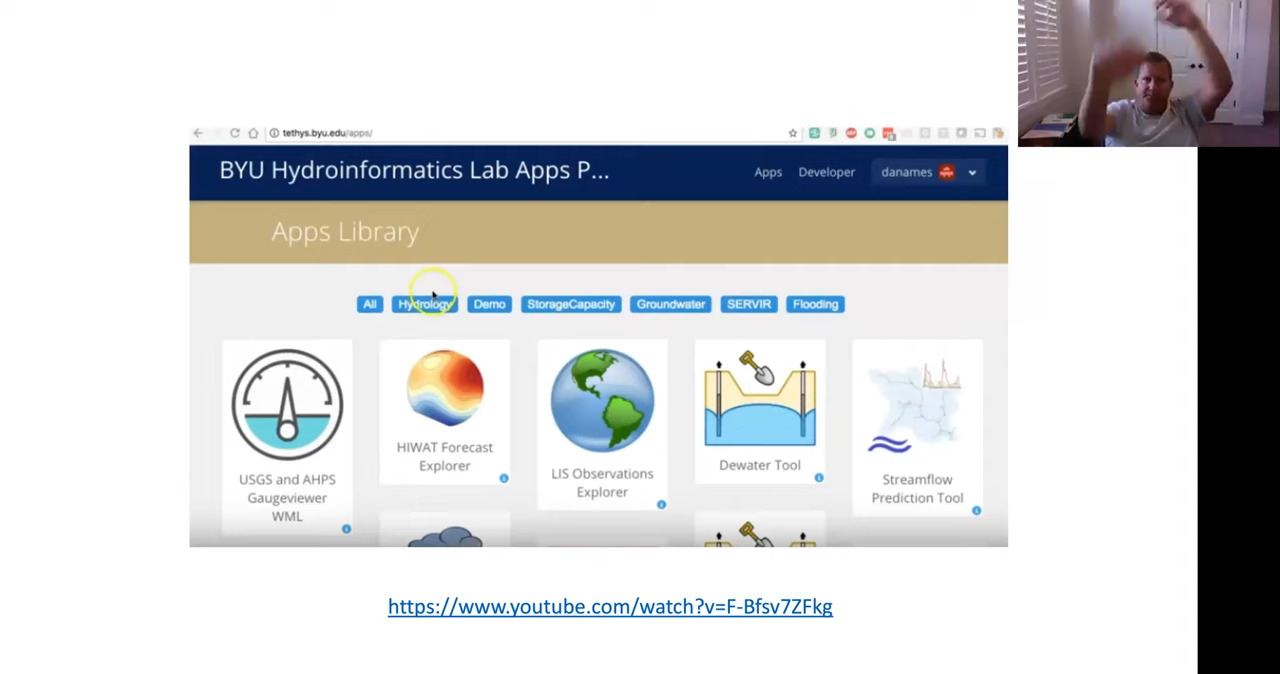 tethys.byu.edu/apps/
BYU Hydroinformatics Lab Apps P...
Apps
Developer
danames
Apps Library
All
Hydrology
Demo
StorageCapacity
Groundwater
SERVIR
Flooding
USGS and AHPS
Gaugeviewer
WML
HIWAT Forecast
Explorer
LIS Observations
Explorer
Dewater Tool
Streamflow
Prediction Tool
https://www.youtube.com/watch?v=F-Bfsv7ZFkg